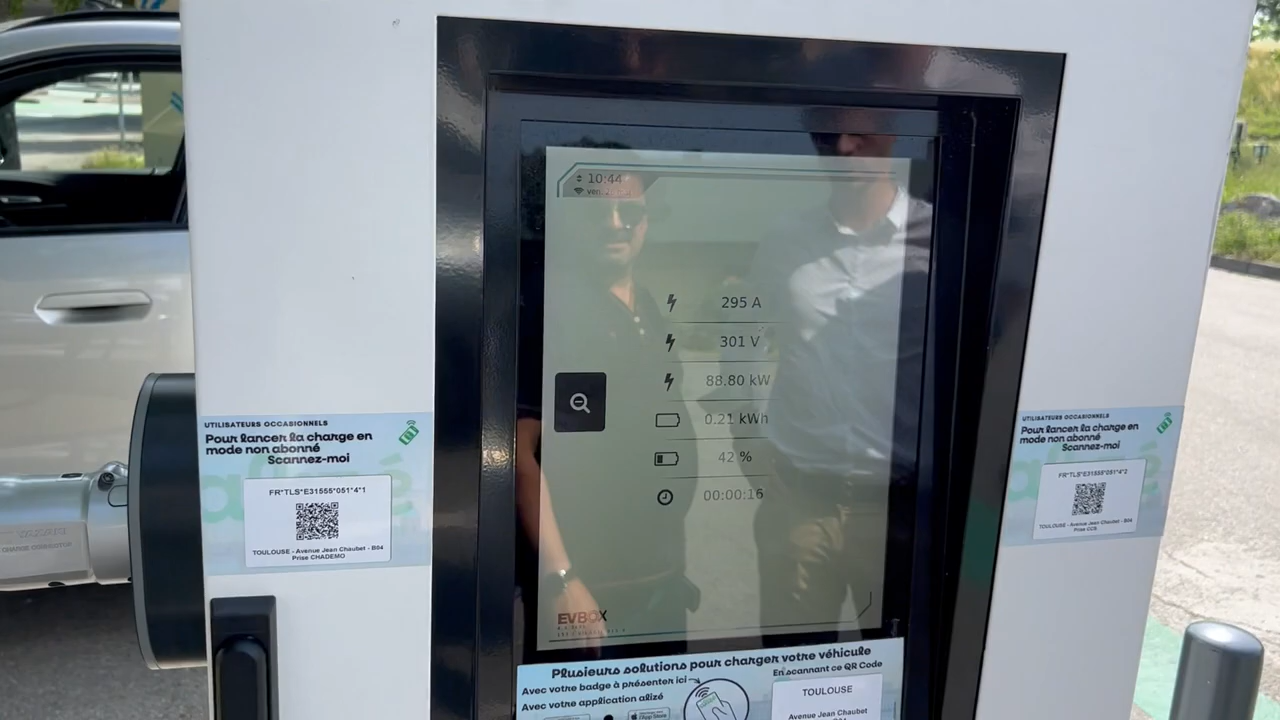 10:44
ven.
295 A
301 V
88.80 kW
0.21 kWh
42 %
00:00:16
EVBOX
UTILISATEURS OCCASIONNELS
Pour lancer la charge en
mode non abonné
Scannez-moi
FR*TLS*E31555*051*4*1
TOULOUSE - Avenue Jean Chaubet - B04
Prise CHADEMO
UTILISATEURS OCCASIONNELS
Pour lancer la charge en
mode non abonné
Scannez-moi
FR*TLS*E31555*051*4*2
TOULOUSE - Avenue Jean Chaubet - B04
Prise CCS
Plusieurs solutions pour charger votre véhicule
Avec votre badge à présenter ici
Avec votre application alizé
App Store
En scannant ce QR Code
TOULOUSE
Avenue Jean Chaubet